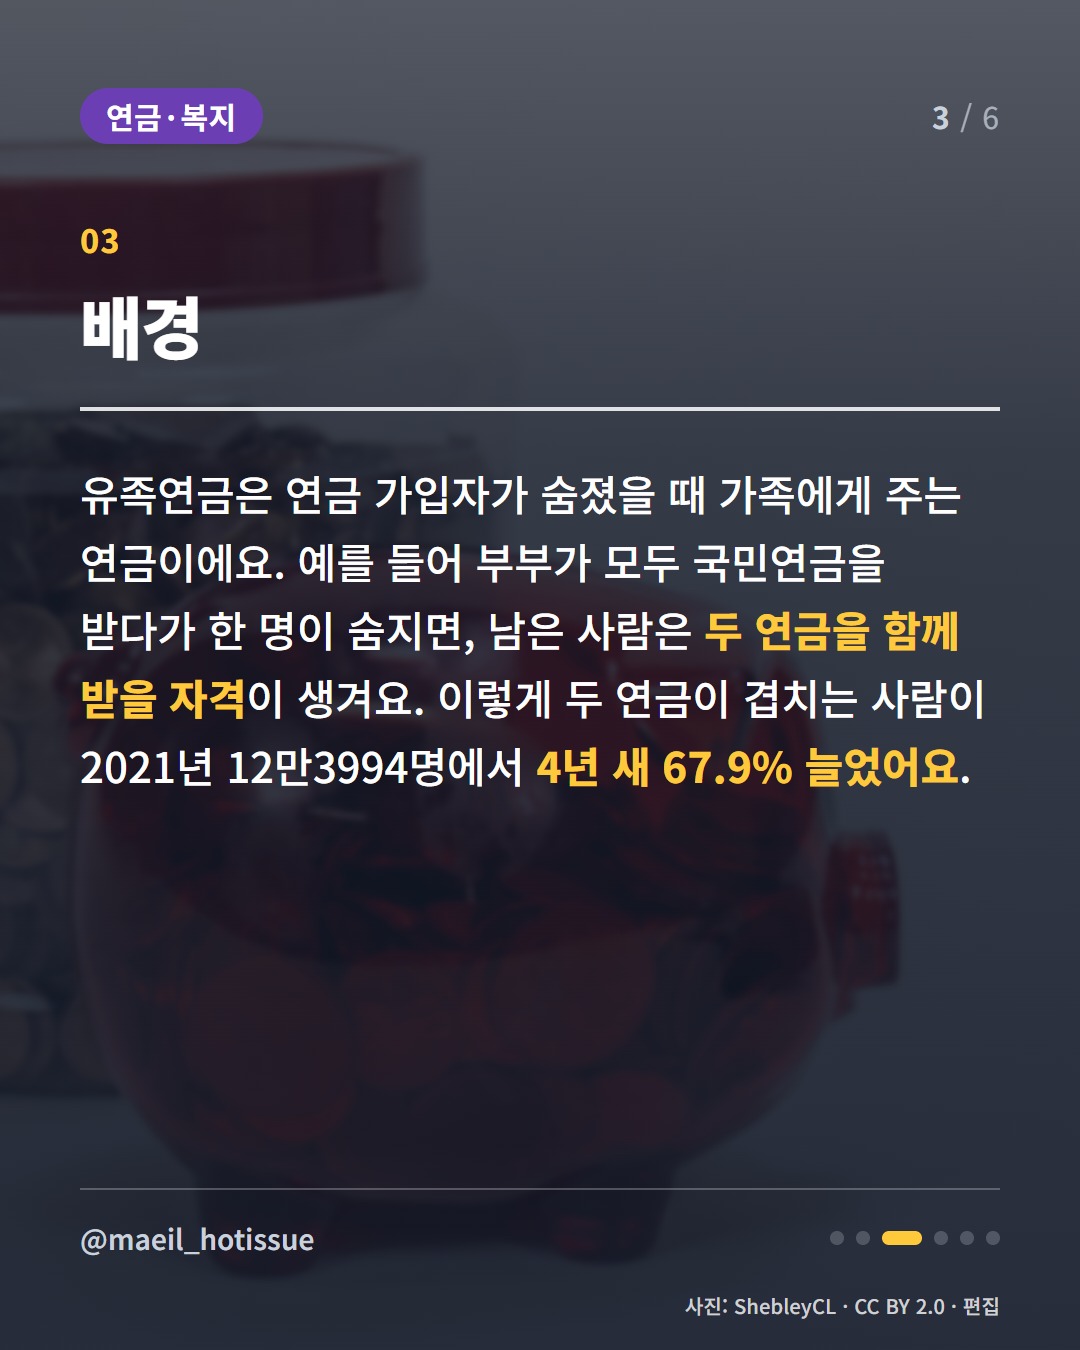 연금·복지
3 / 6
03
배경
유족연금은 연금 가입자가 숨졌을 때 가족에게 주는
연금이에요. 예를 들어 부부가 모두 국민연금을
받다가 한 명이 숨지면, 남은 사람은 두 연금을 함께
받을 자격이 생겨요. 이렇게 두 연금이 겹치는 사람이
2021년 12만3994명에서 4년 새 67.9% 늘었어요.
@maeil_hotissue
사진: ShebleyCL · CC BY 2.0 · 편집